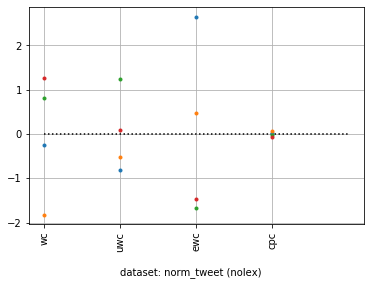 2
1
0
−1
−2
wc
uwc
ewc
cpc
dataset: norm_tweet (nolex)